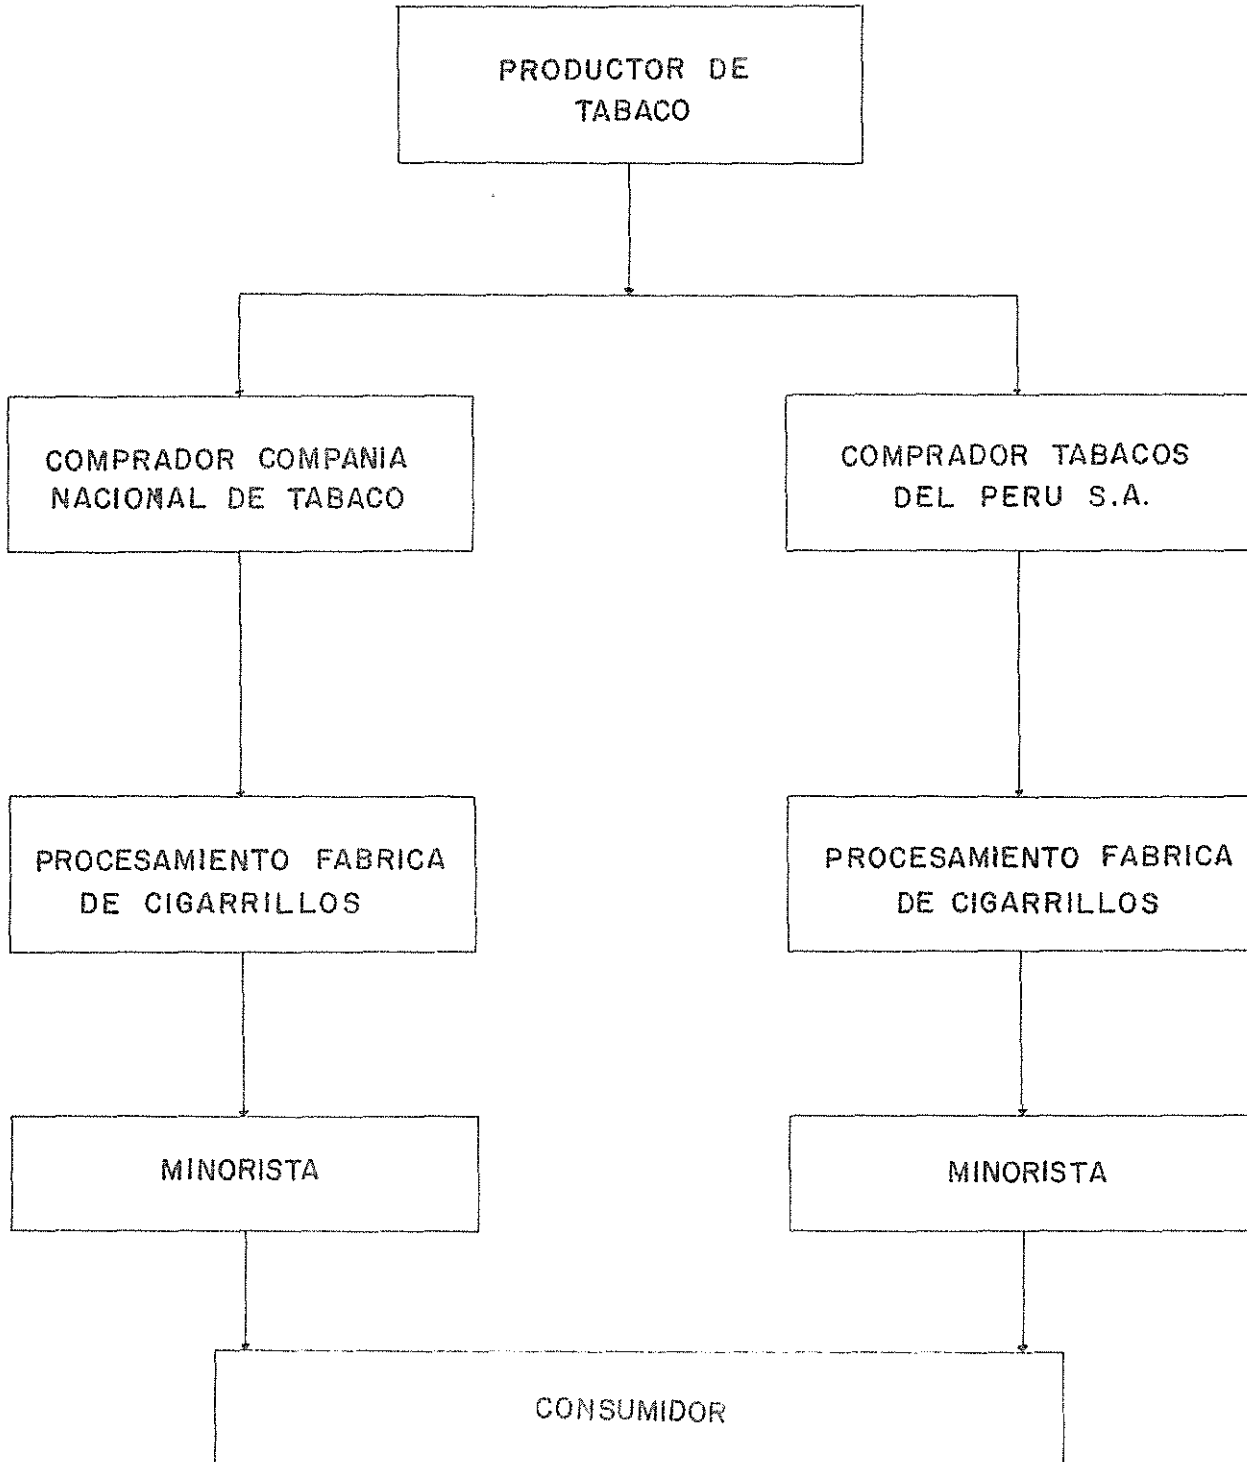 PRODUCTOR DE
TABACO
COMPRADOR COMPANIA
NACIONAL DE TABACO
COMPRADOR TABACOS
DEL PERU S.A.
PROCESAMIENTO FABRICA
DE CIGARRILLOS
PROCESAMIENTO FABRICA
DE CIGARRILLOS
MINORISTA
MINORISTA
CONSUMIDOR